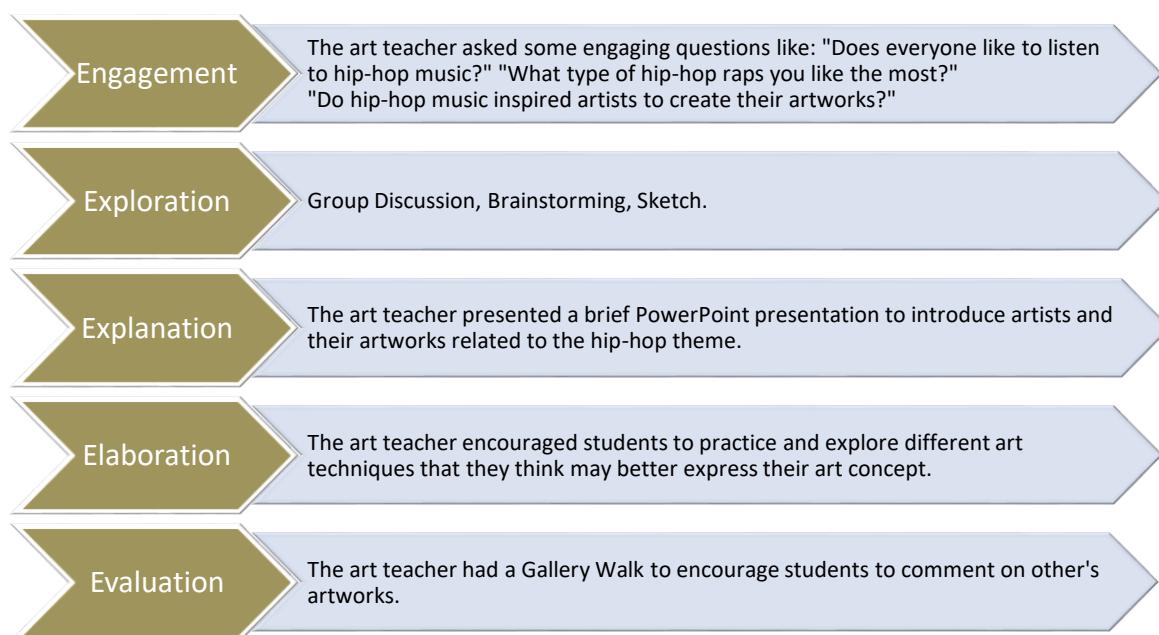 Engagement
The art teacher asked some engaging questions like: "Does everyone like to listen
to hip-hop music?" "What type of hip-hop raps you like the most?"
"Do hip-hop music inspired artists to create their artworks?"
Exploration
Group Discussion, Brainstorming, Sketch.
Explanation
The art teacher presented a brief PowerPoint presentation to introduce artists and
their artworks related to the hip-hop theme.
Elaboration
The art teacher encouraged students to practice and explore different art
techniques that they think may better express their art concept.
Evaluation
The art teacher had a Gallery Walk to encourage students to comment on other's
artworks.